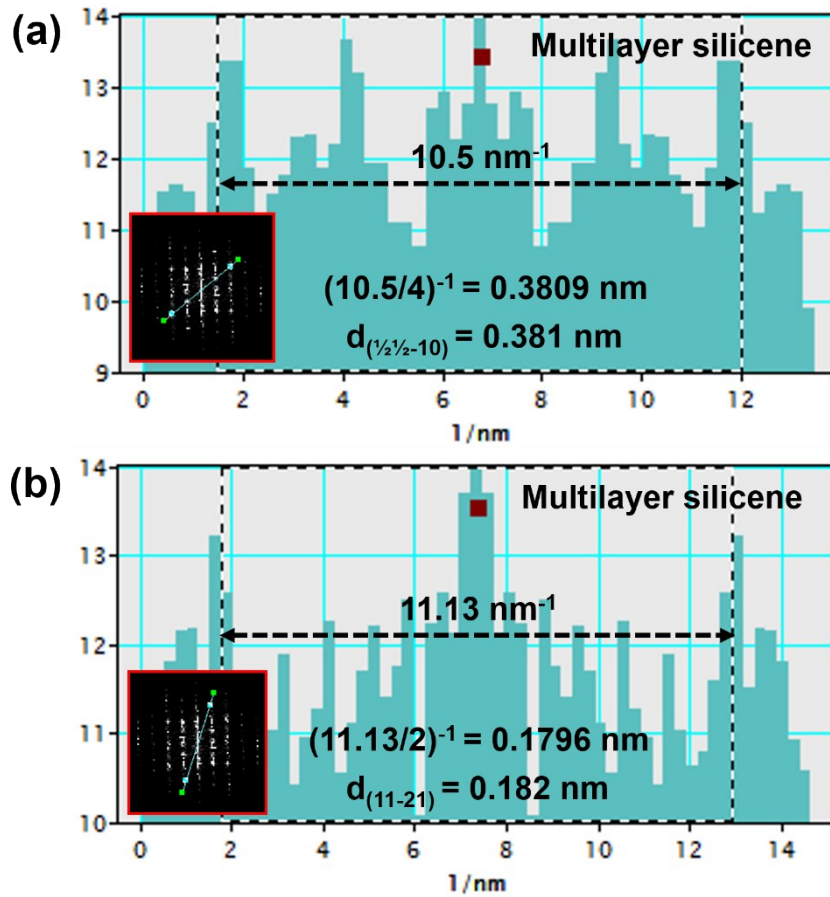 (a)
14
Multilayer silicene
13
12
10.5 nm⁻¹
11
(10.5/4)⁻¹ = 0.3809 nm
10
d₍½½₋₁₀₎ = 0.381 nm
9
0 2 4 6 8 10 12
1/nm
(b)
14
Multilayer silicene
13
11.13 nm⁻¹
12
11
(11.13/2)⁻¹ = 0.1796 nm
d₍₁₁₋₂₁₎ = 0.182 nm
10
0 2 4 6 8 10 12 14
1/nm